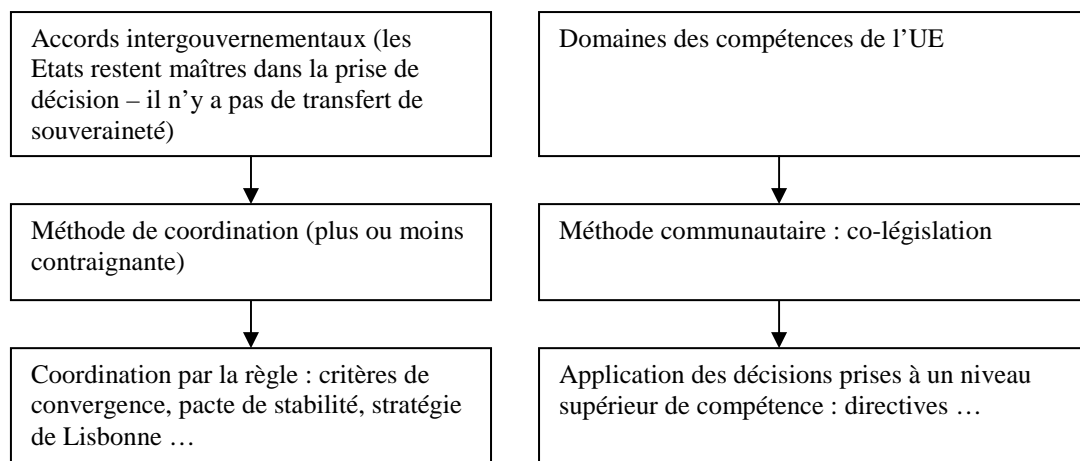 Accords intergouvernementaux (les
Etats restent maîtres dans la prise de
décision – il n’y a pas de transfert de
souveraineté)
Méthode de coordination (plus ou moins
contraignante)
Coordination par la règle : critères de
convergence, pacte de stabilité, stratégie
de Lisbonne …
Domaines des compétences de l’UE
Méthode communautaire : co-législation
Application des décisions prises à un niveau
supérieur de compétence : directives …